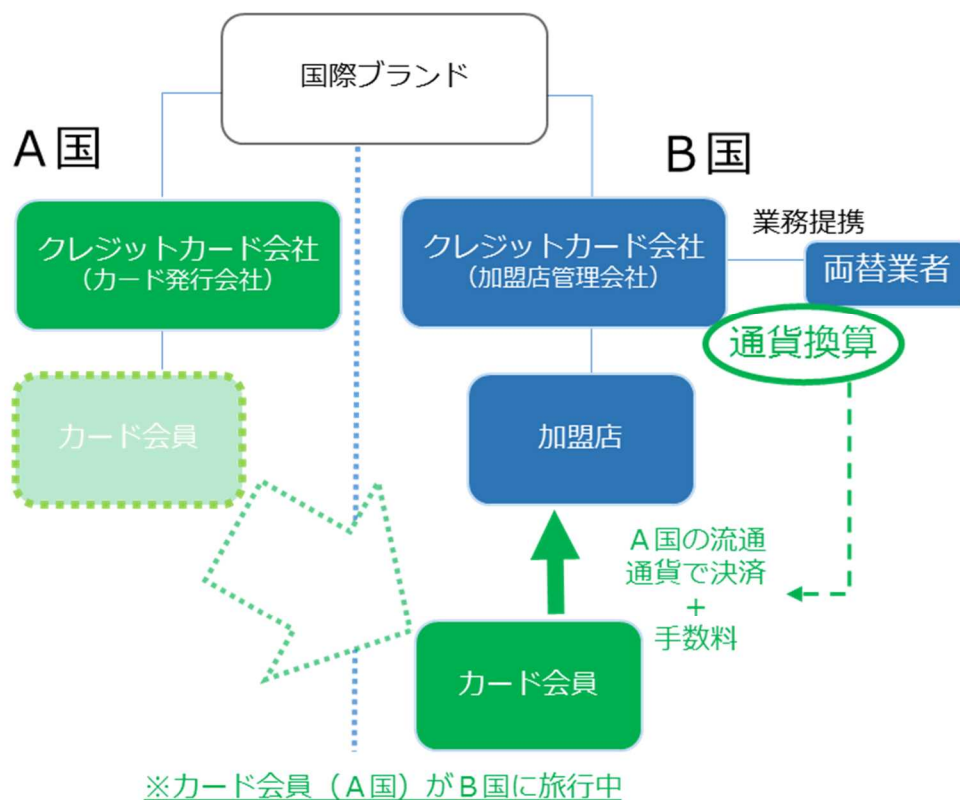 国際ブランド
A国
B国
クレジットカード会社
（カード発行会社）
クレジットカード会社
（加盟店管理会社）
業務提携
両替業者
通貨換算
カード会員
加盟店
A国の流通
通貨で決済
+
手数料
カード会員
※カード会員（A国）がB国に旅行中